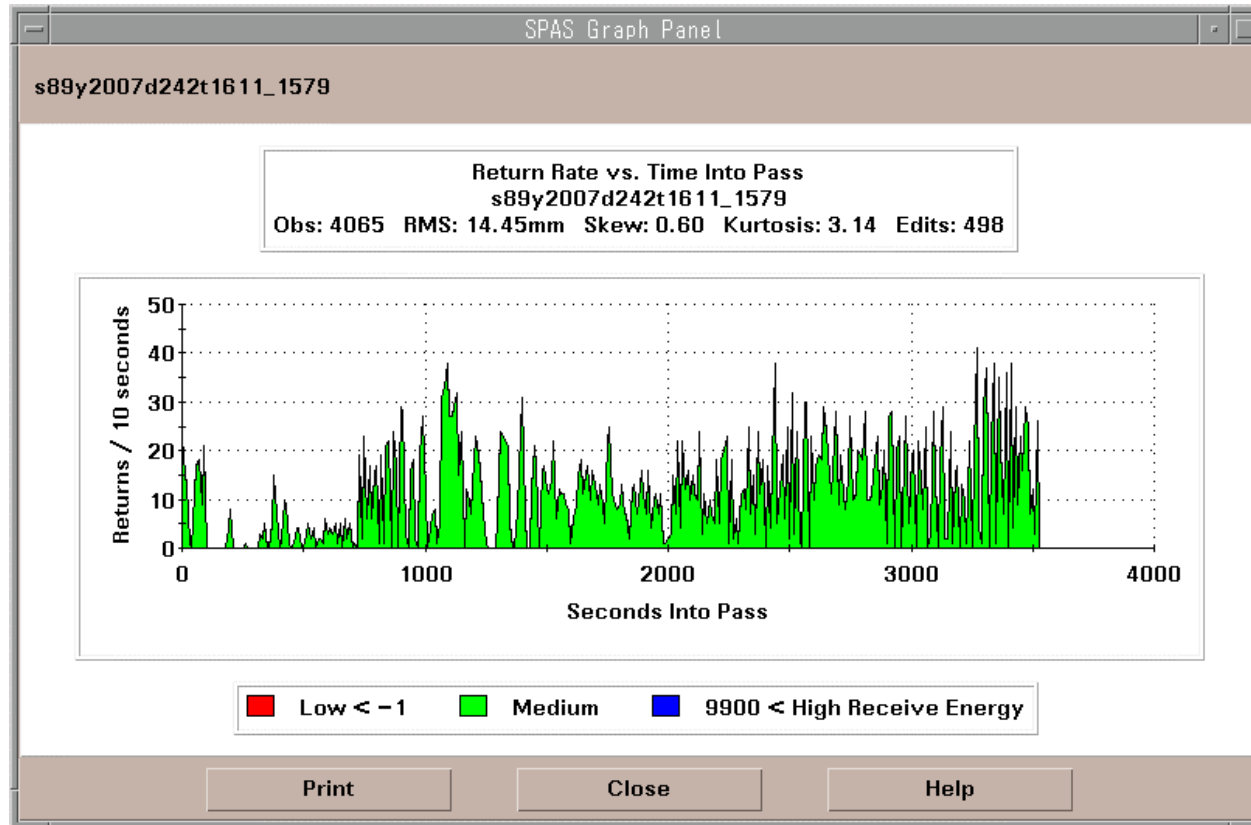 SPAS Graph Panel
s89y2007d242t1611_1579
Return Rate vs. Time Into Pass
s89y2007d242t1611_1579
Obs: 4065 RMS: 14.45mm Skew: 0.60 Kurtosis: 3.14 Edits: 498
Returns / 10 seconds
50
40
30
20
10
0
0 1000 2000 3000 4000
Seconds Into Pass
Low < -1 Medium 9900 < High Receive Energy
Print Close Help